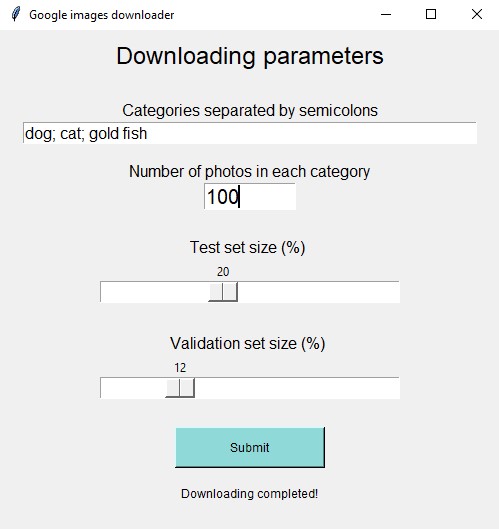 Google images downloader
Downloading parameters
Categories separated by semicolons
dog; cat; gold fish
Number of photos in each category
100
Test set size (%)
20
Validation set size (%)
12
Submit
Downloading completed!